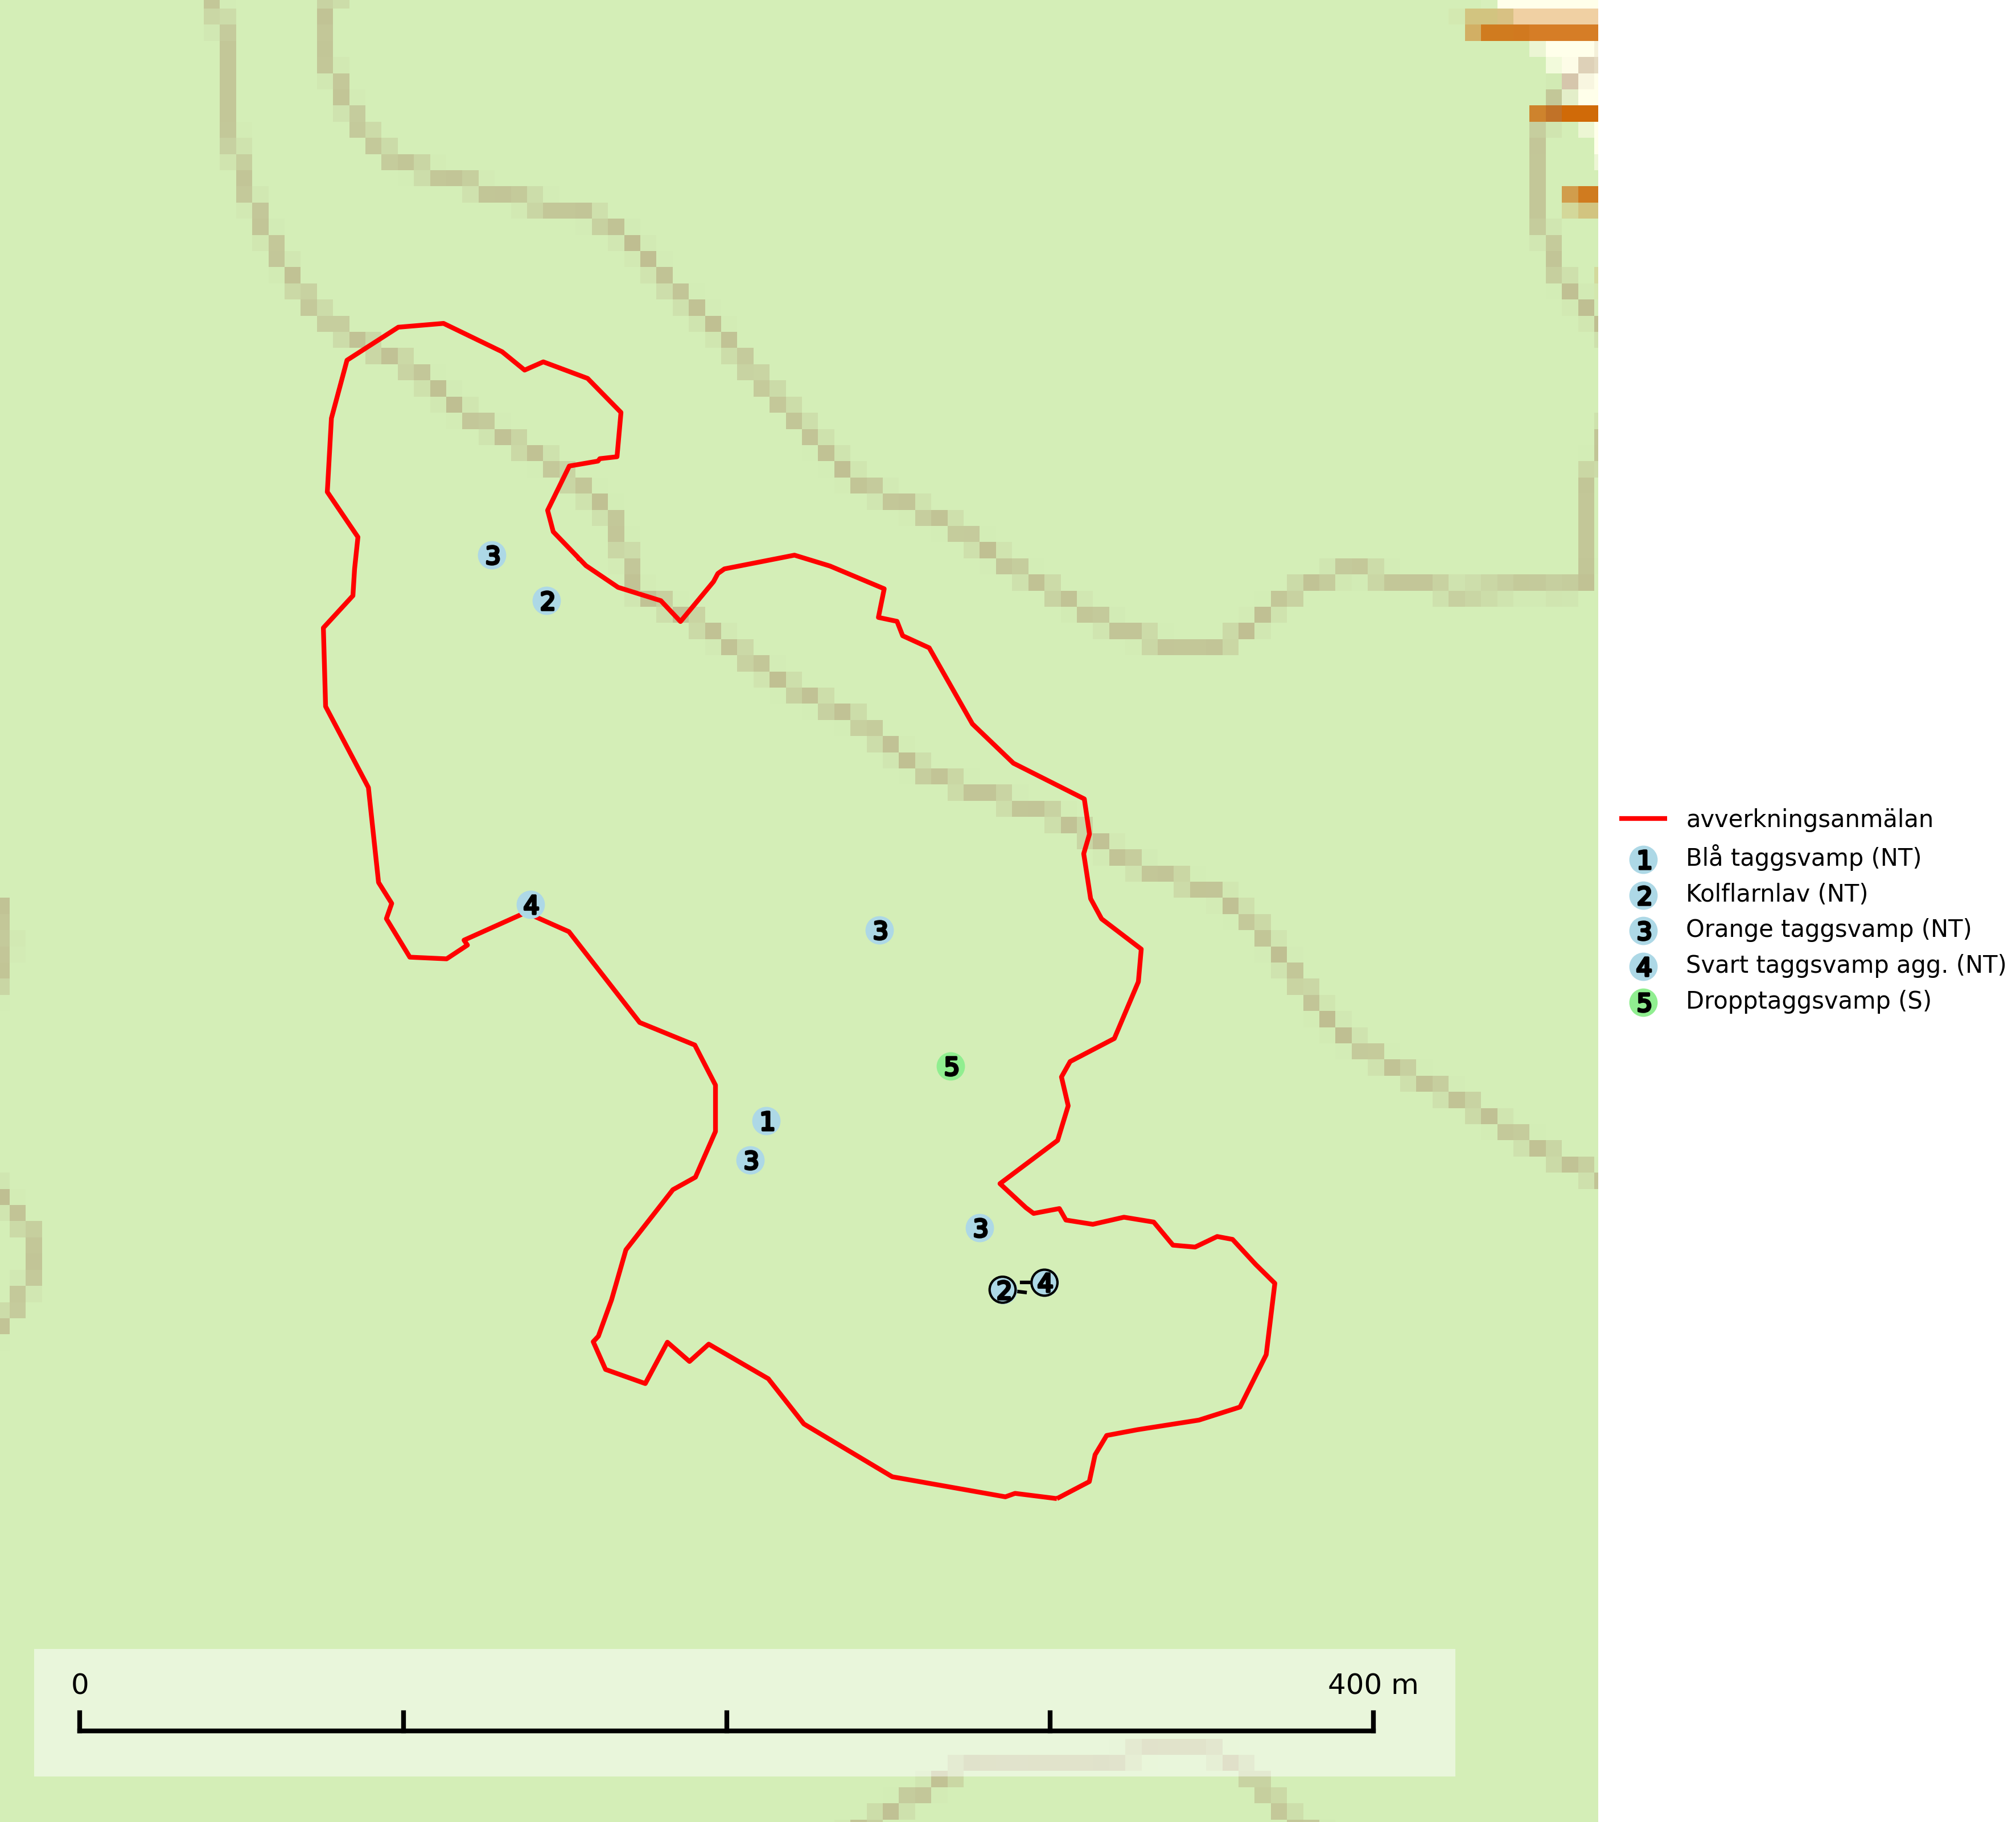 3
2
4
3
5
1
3
3
2
4
avverkningsanmälan
1 Blå taggsvamp (NT)
2 Kolflarnlav (NT)
3 Orange taggsvamp (NT)
4 Svart taggsvamp agg. (NT)
5 Dropptaggsvamp (S)
0 400 m